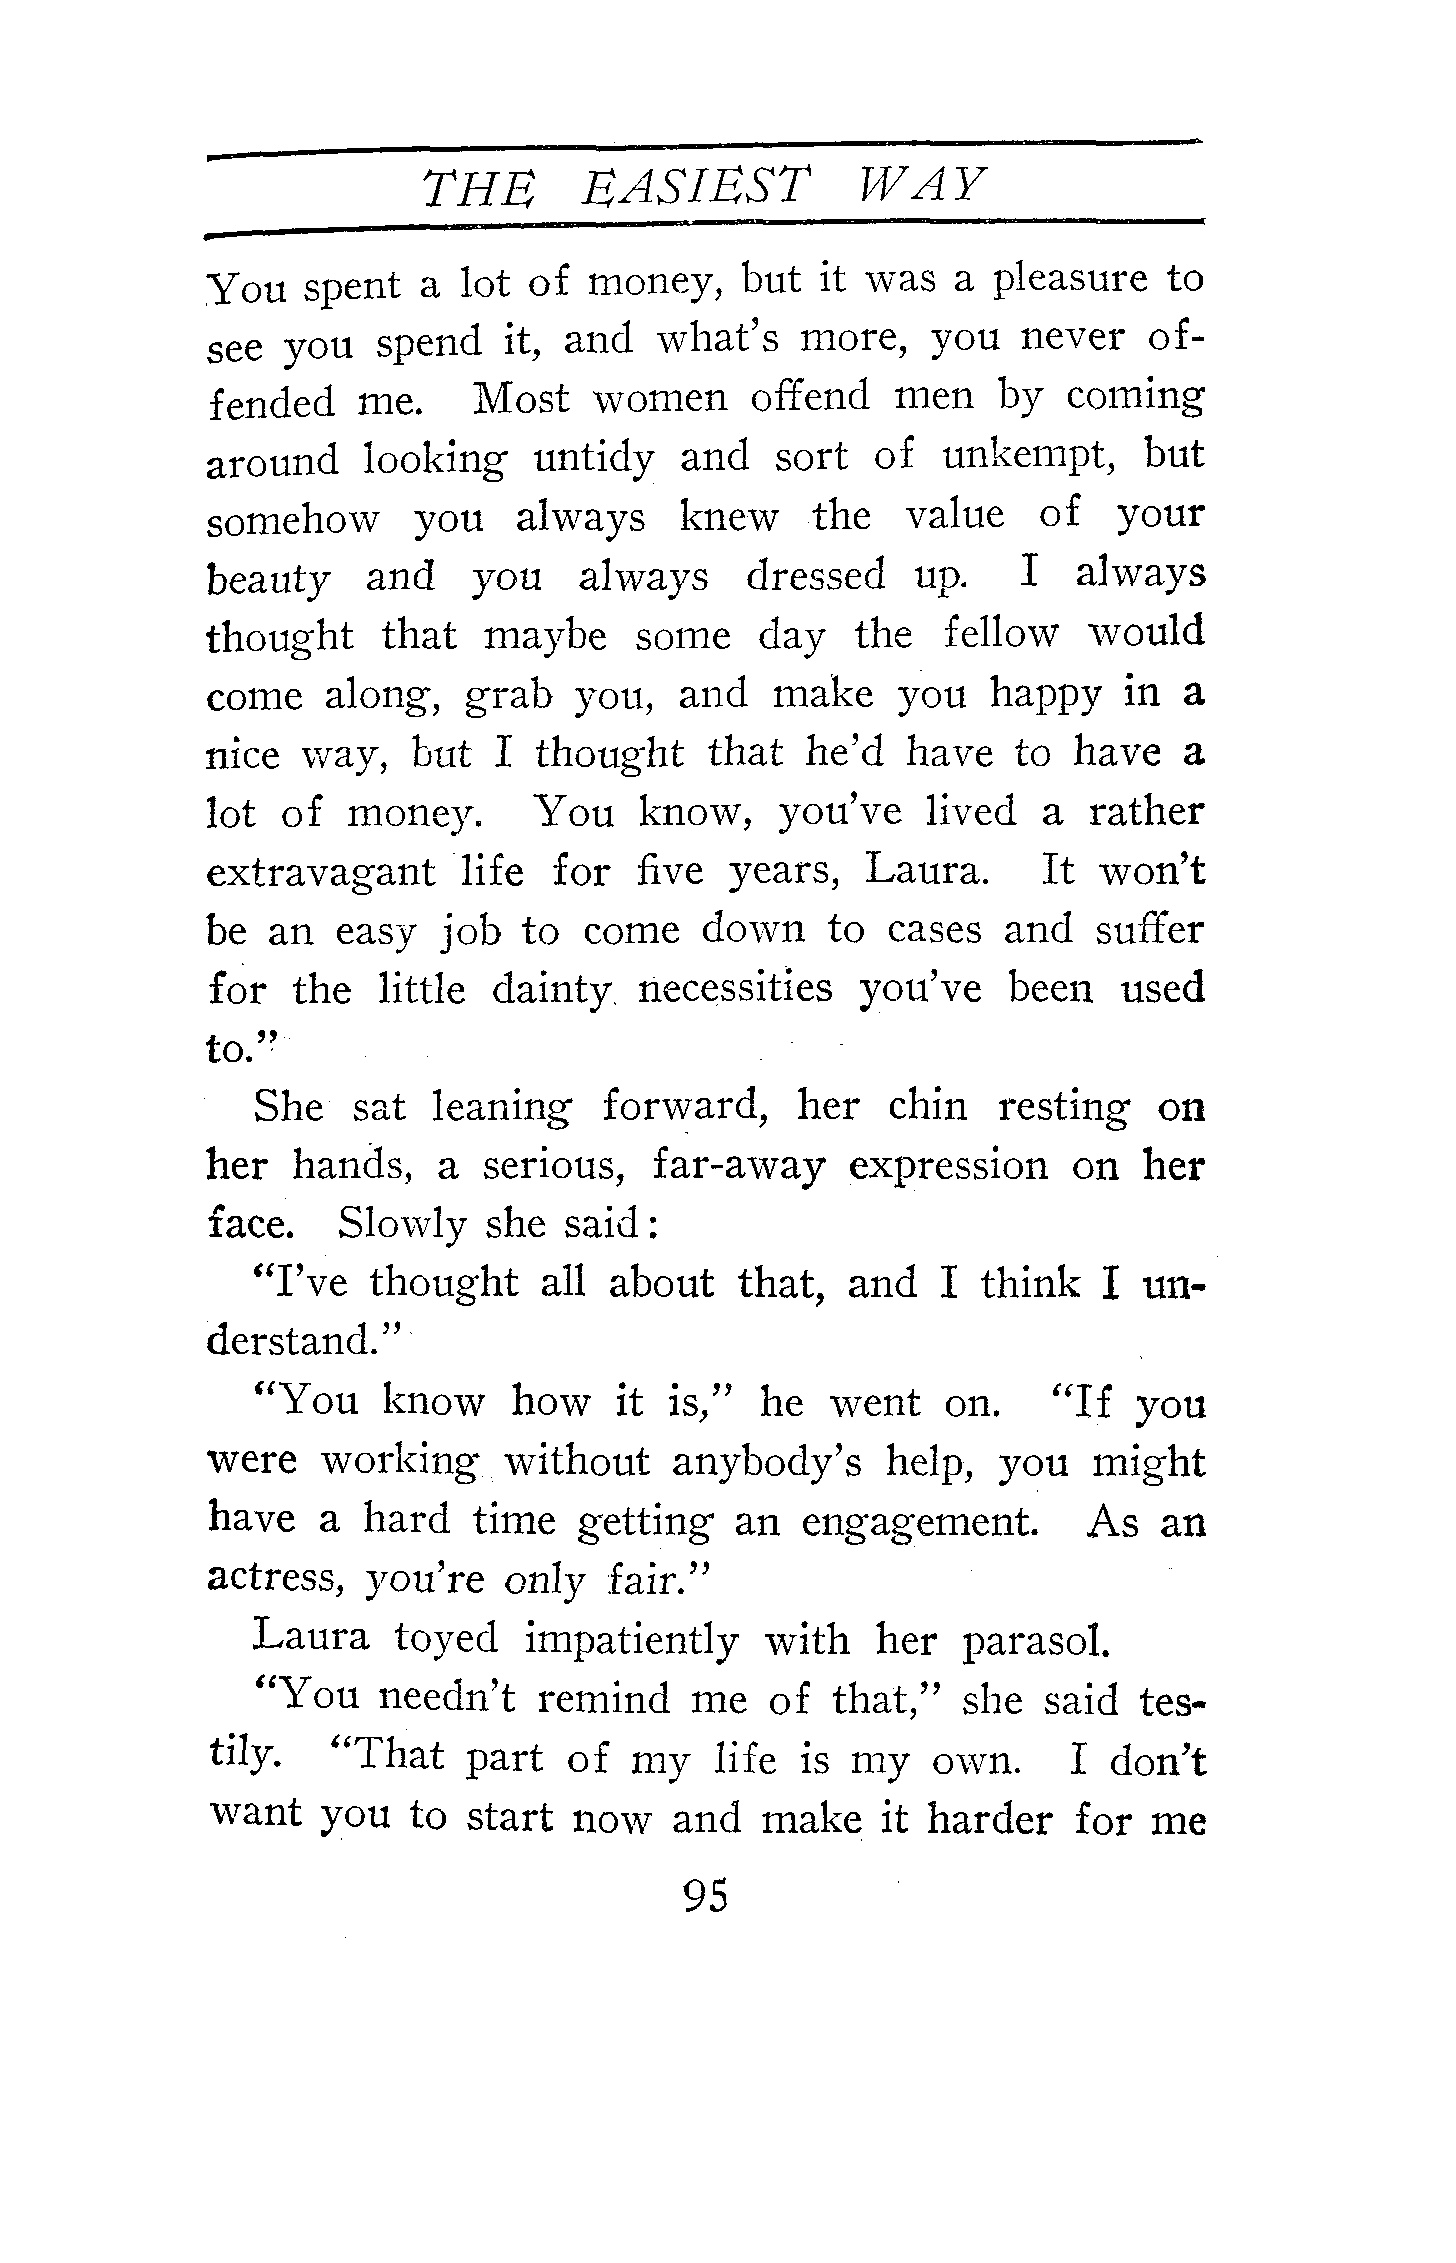 THE EASIEST WAY
You spent a lot of money, but it was a pleasure to
see you spend it, and what's more, you never of-
fended me. Most women offend men by coming
around looking untidy and sort of unkempt, but
somehow you always knew the value of your
beauty and you always dressed up. I always
thought that maybe some day the fellow would
come along, grab you, and make you happy in a
nice way, but I thought that he'd have to have a
lot of money. You know, you've lived a rather
extravagant life for five years, Laura. It won't
be an easy job to come down to cases and suffer
for the little dainty necessities you've been used
to."
She sat leaning forward, her chin resting on
her hands, a serious, far-away expression on her
face. Slowly she said:
"I've thought all about that, and I think I un-
derstand."
"You know how it is," he went on. "If you
were working without anybody's help, you might
have a hard time getting an engagement. As an
actress, you're only fair."
Laura toyed impatiently with her parasol.
"You needn't remind me of that," she said tes-
tily. "That part of my life is my own. I don't
want you to start now and make it harder for me
95